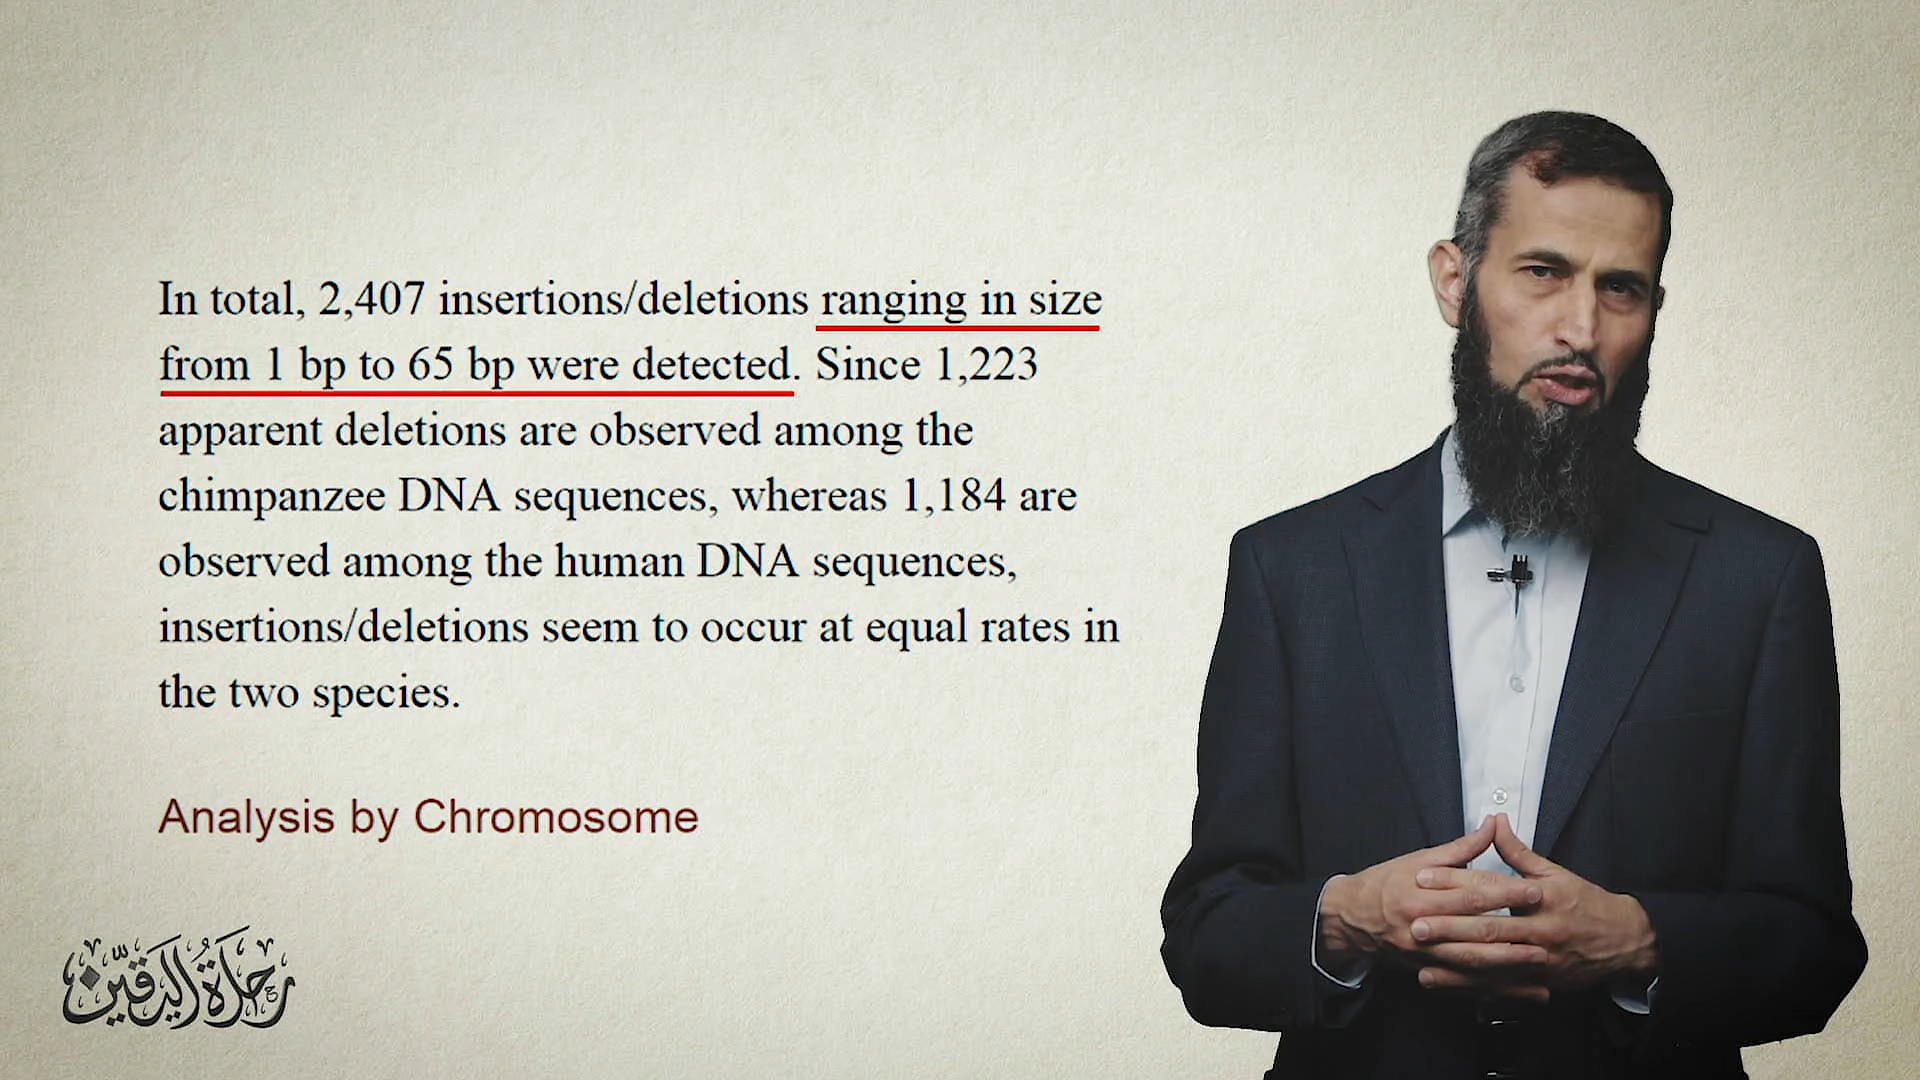 In total, 2,407 insertions/deletions ranging in size
from 1 bp to 65 bp were detected. Since 1,223
apparent deletions are observed among the
chimpanzee DNA sequences, whereas 1,184 are
observed among the human DNA sequences,
insertions/deletions seem to occur at equal rates in
the two species.
Analysis by Chromosome
رحلة اليقين